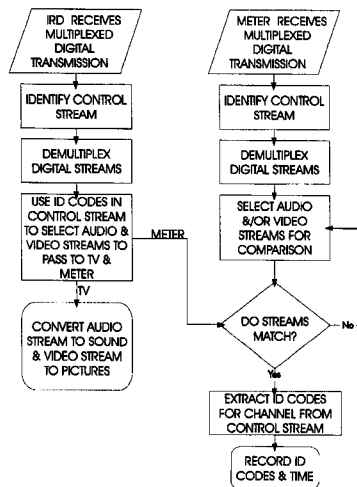 IRD RECEIVES
MULTIPLEXED
DIGITAL
TRANSMISSION
IDENTIFY CONTROL
STREAM
DEMULTIPLEX
DIGITAL STREAMS
USE ID CODES IN
CONTROL STREAM
TO SELECT AUDIO &
VIDEO STREAMS TO
PASS TO TV &
METER
METER
TV
CONVERT AUDIO
STREAM TO SOUND
& VIDEO STREAM
TO PICTURES
METER RECEIVES
MULTIPLEXED
DIGITAL
TRANSMISSION
IDENTIFY CONTROL
STREAM
DEMULTIPLEX
DIGITAL STREAMS
SELECT AUDIO
&/OR VIDEO
STREAMS FOR
COMPARISON
DO STREAMS
MATCH?
No
Yes
EXTRACT ID CODES
FOR CHANNEL FROM
CONTROL STREAM
RECORD ID
CODES & TIME